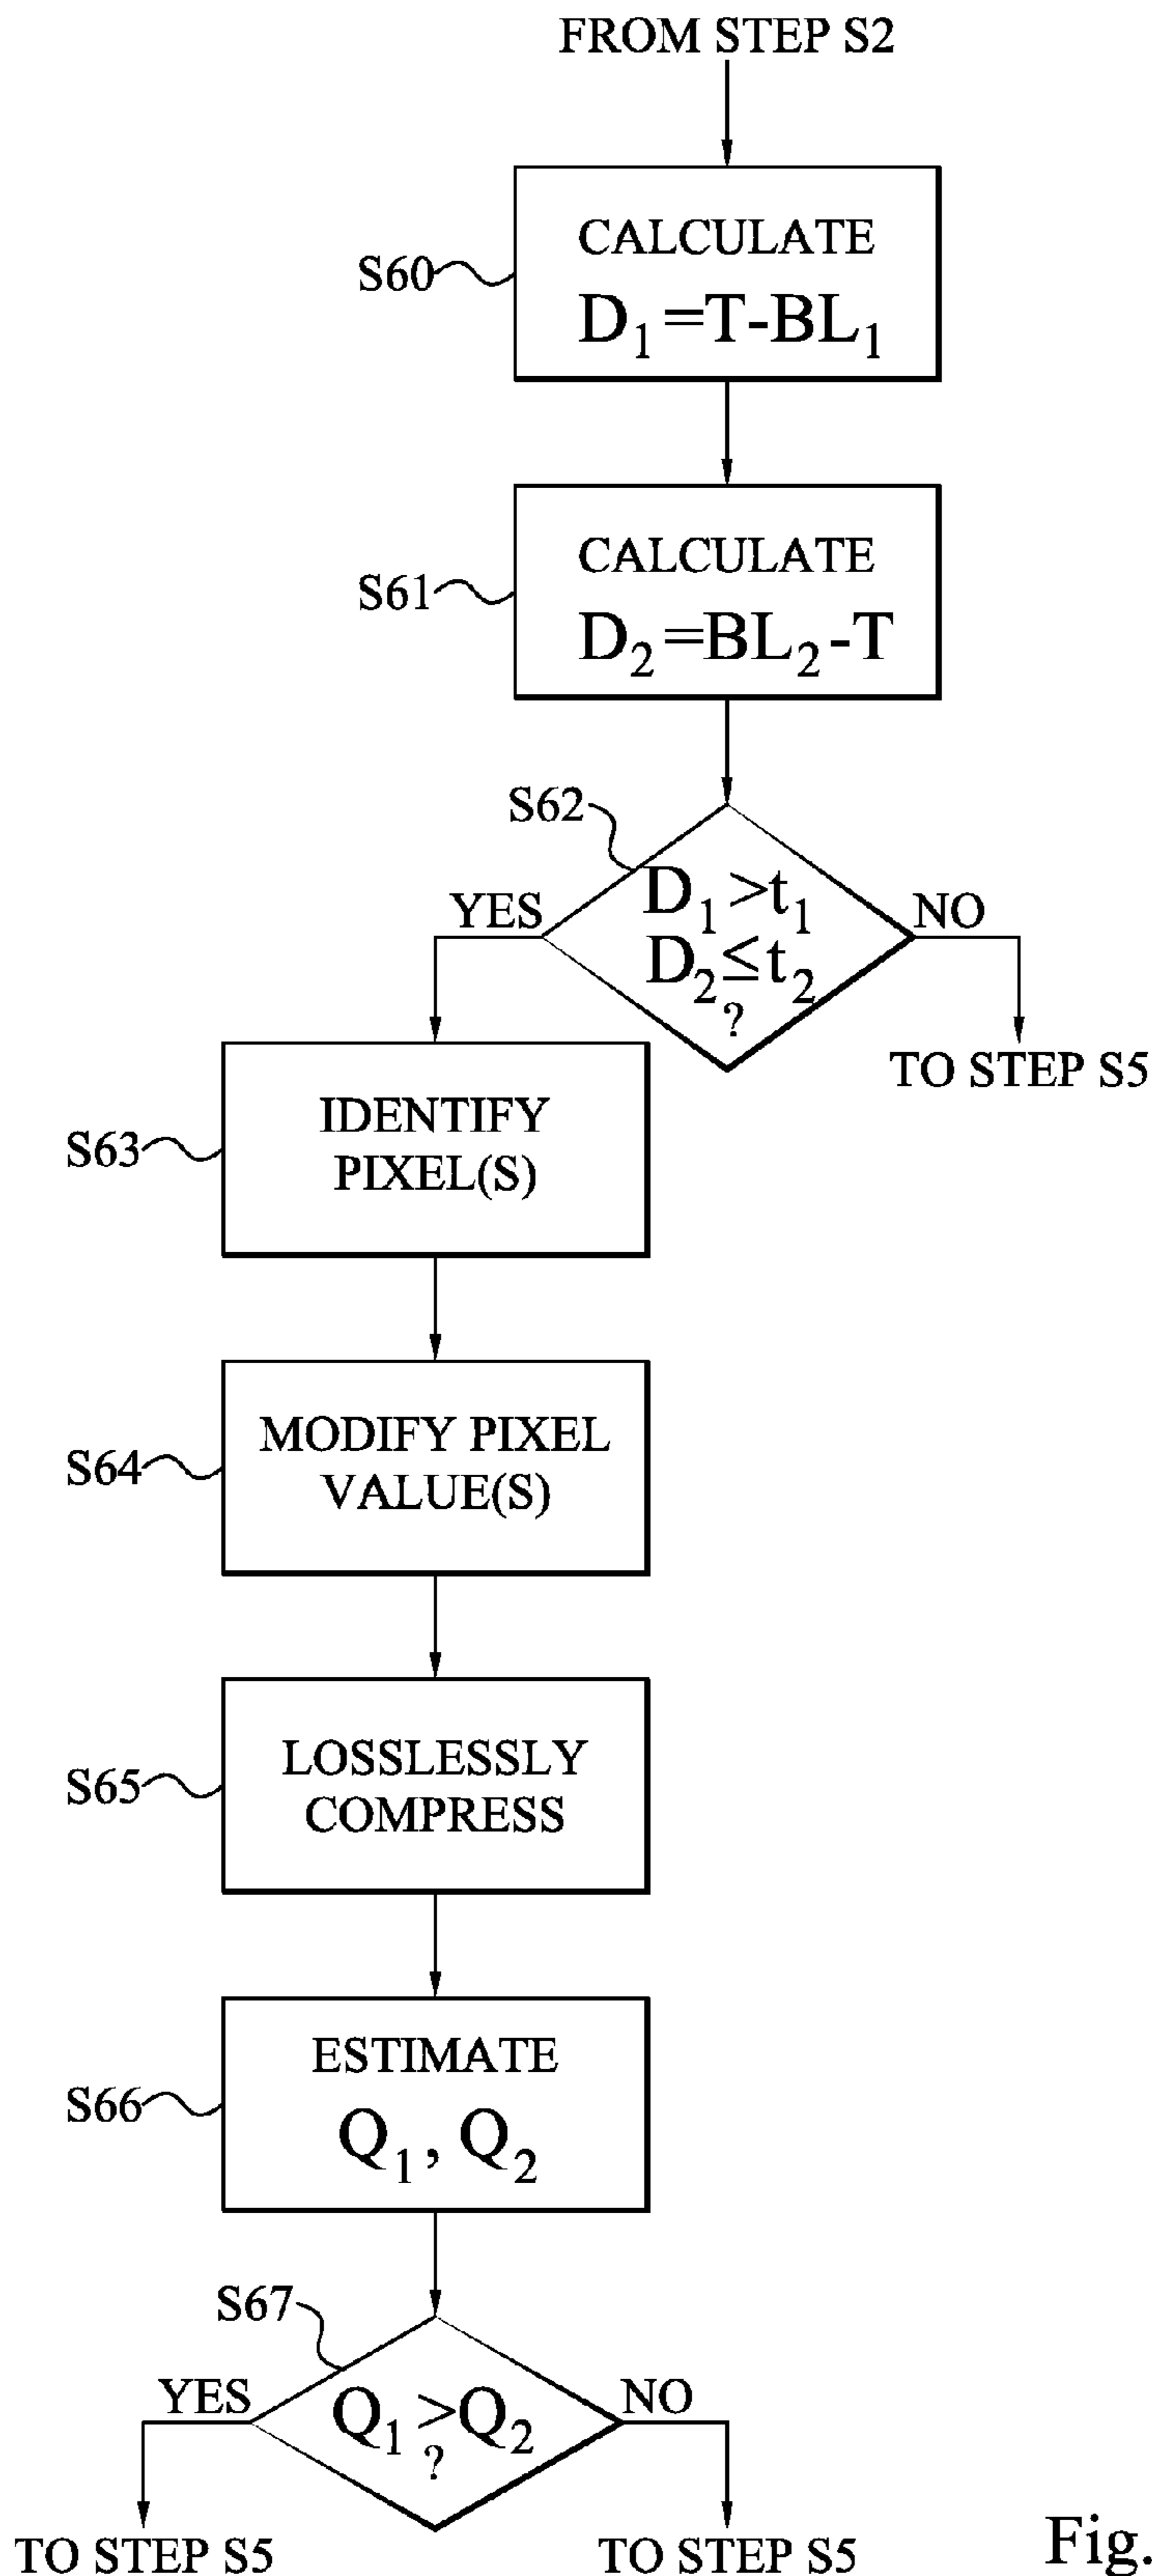 FROM STEP S2
S60
CALCULATE
D₁=T-BL₁
S61
CALCULATE
D₂=BL₂-T
S62
YES
D₁>t₁
D₂≤t₂
?
NO
TO STEP S5
S63
IDENTIFY
PIXEL(S)
S64
MODIFY PIXEL
VALUE(S)
S65
LOSSLESSLY
COMPRESS
S66
ESTIMATE
Q₁, Q₂
S67
YES
Q₁>Q₂
?
NO
TO STEP S5
TO STEP S5
Fig.